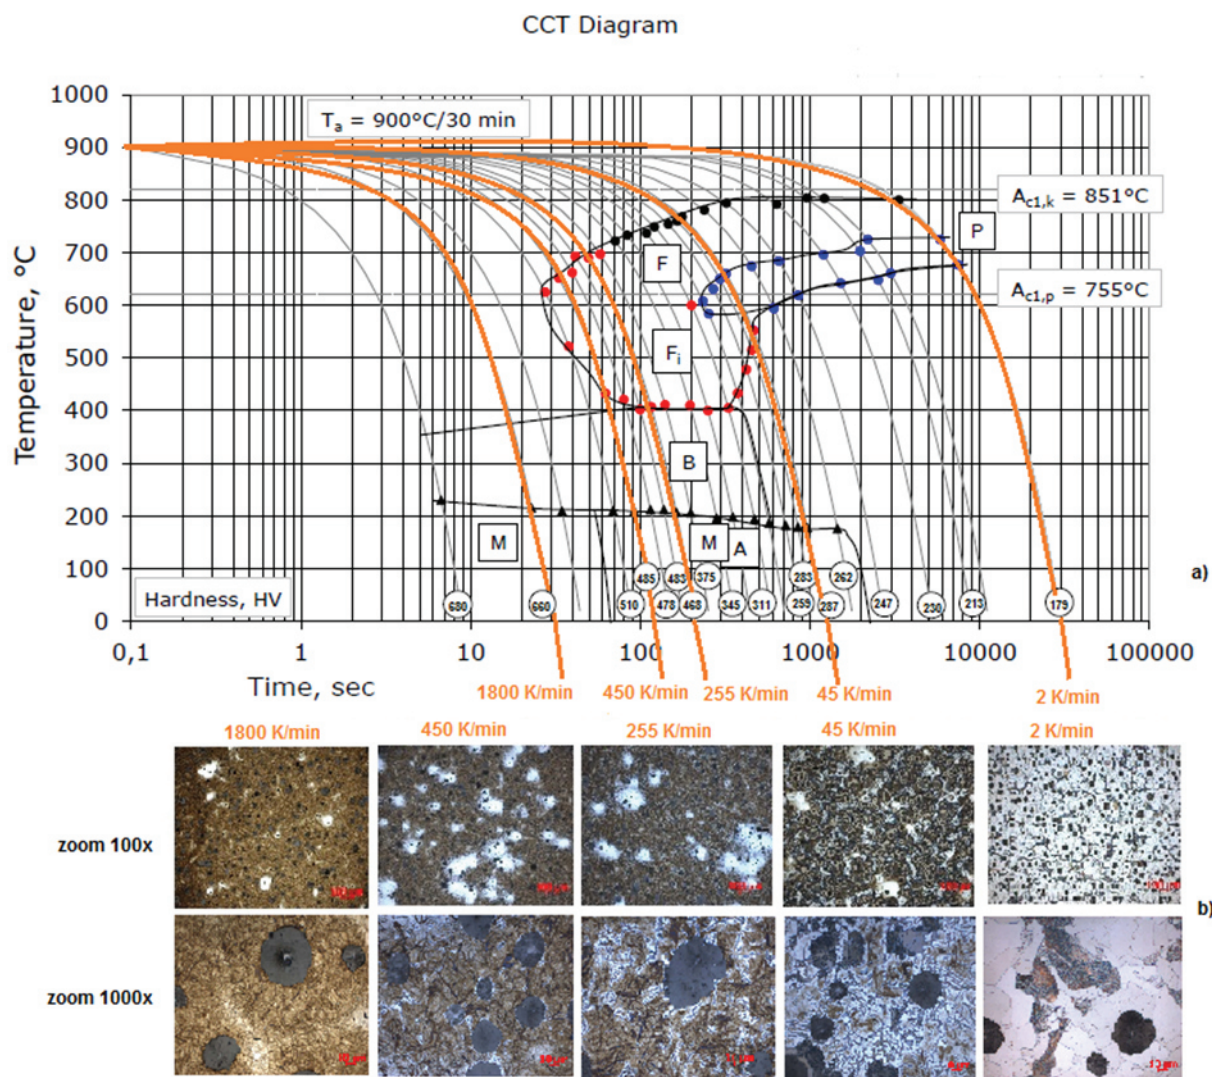 CCT Diagram
1000
900
800
700
600
500
400
300
200
100
0
Temperature, °C
Tₐ = 900°C/30 min
A_c1,k = 851°C
P
A_c1,p = 755°C
F
Fᵢ
B
M
M
A
a)
Hardness, HV
485
483
375
283
262
680
660
510
478
468
345
311
259
287
247
230
213
179
0,1
1
10
100
1000
10000
100000
Time, sec
1800 K/min
450 K/min
255 K/min
45 K/min
2 K/min
1800 K/min
450 K/min
255 K/min
45 K/min
2 K/min
zoom 100x
b)
zoom 1000x